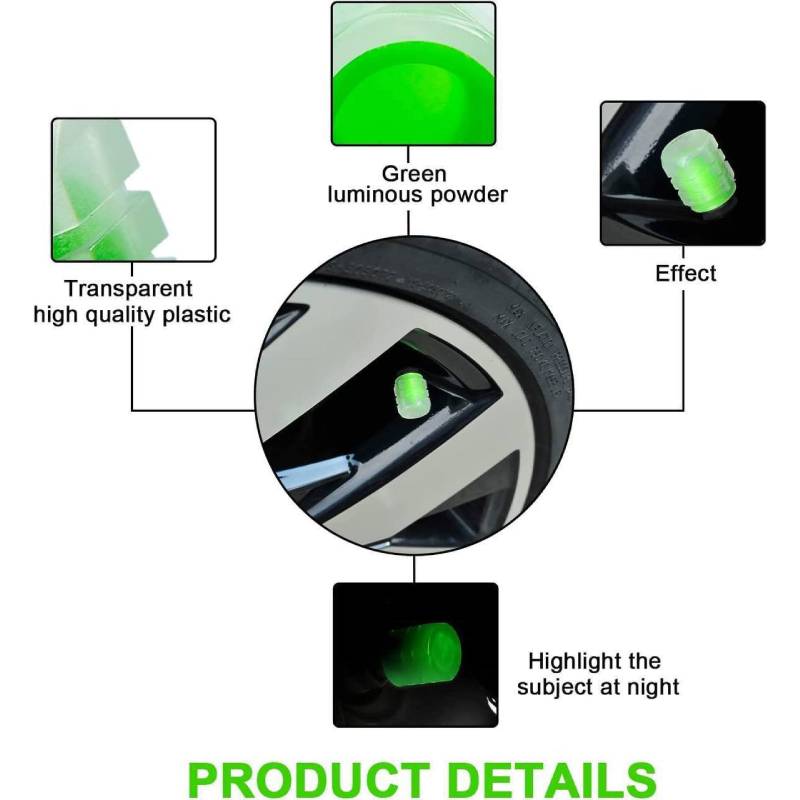 Green
luminous powder
Effect
Transparent
high quality plastic
Highlight the
subject at night
PRODUCT DETAILS